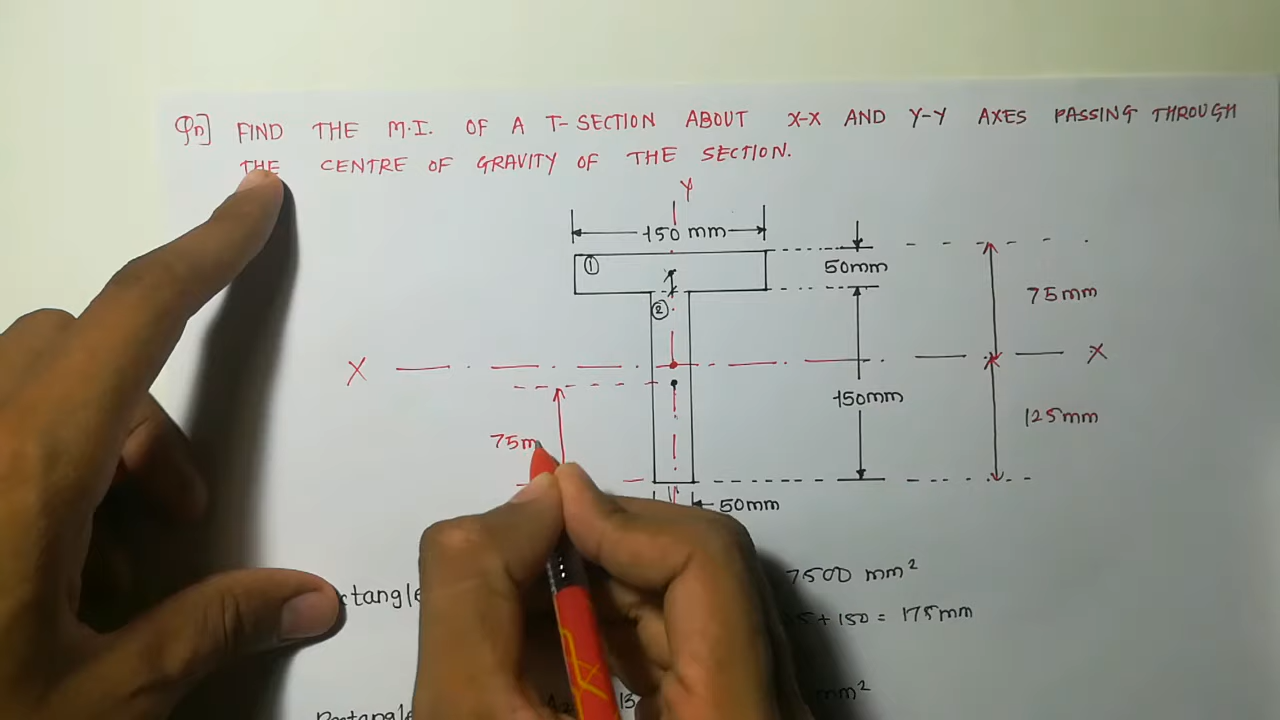 Qn] FIND THE M.I. OF A T-SECTION ABOUT X-X AND Y-Y AXES PASSING THROUGH
THE CENTRE OF GRAVITY OF THE SECTION.
Y
150 mm
①
50mm
75mm
②
X
X
150mm
125mm
75m
50mm
7500 mm²
+ 150 = 175mm
mm²